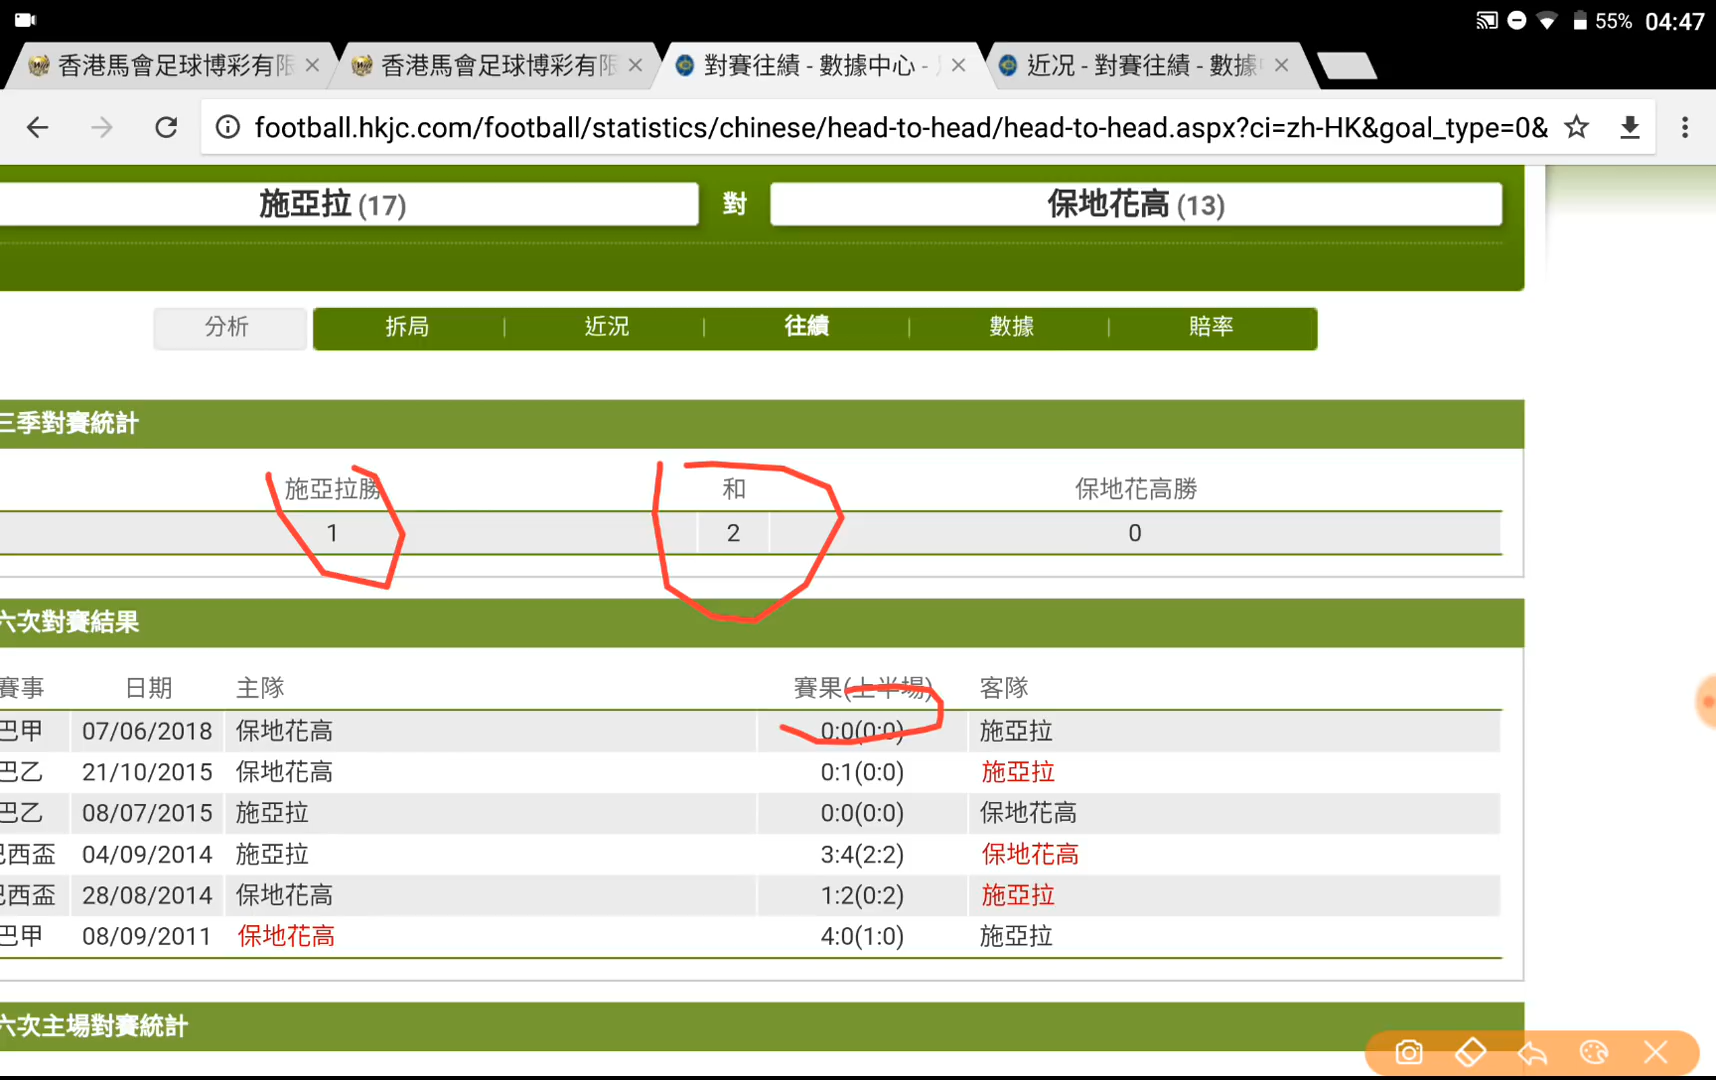 55% 04:47
香港馬會足球博彩有限 香港馬會足球博彩有限 對賽往績 - 數據中心 - 近況 - 對賽往績 - 數據
football.hkjc.com/football/statistics/chinese/head-to-head/head-to-head.aspx?ci=zh-HK&goal_type=0&
施亞拉 (17) 對 保地花高 (13)
分析 拆局 近況 往績 數據 賠率
三季對賽統計
施亞拉勝 和 保地花高勝
1 2 0
六次對賽結果
賽事 日期 主隊 賽果(上半場) 客隊
巴甲 07/06/2018 保地花高 0:0(0:0) 施亞拉
巴乙 21/10/2015 保地花高 0:1(0:0) 施亞拉
巴乙 08/07/2015 施亞拉 0:0(0:0) 保地花高
巴西盃 04/09/2014 施亞拉 3:4(2:2) 保地花高
巴西盃 28/08/2014 保地花高 1:2(0:2) 施亞拉
巴甲 08/09/2011 保地花高 4:0(1:0) 施亞拉
六次主場對賽統計